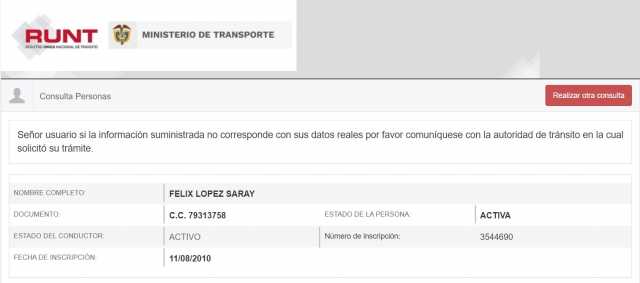 RUNT
REGISTRO ÚNICO NACIONAL DE TRÁNSITO
MINISTERIO DE TRANSPORTE
Consulta Personas
Realizar otra consulta
Señor usuario si la información suministrada no corresponde con sus datos reales por favor comuníquese con la autoridad de tránsito en la cual
solicitó su trámite.
NOMBRE COMPLETO: FELIX LOPEZ SARAY
DOCUMENTO: C.C. 79313758 ESTADO DE LA PERSONA: ACTIVA
ESTADO DEL CONDUCTOR: ACTIVO Número de inscripción: 3544690
FECHA DE INSCRIPCIÓN: 11/08/2010